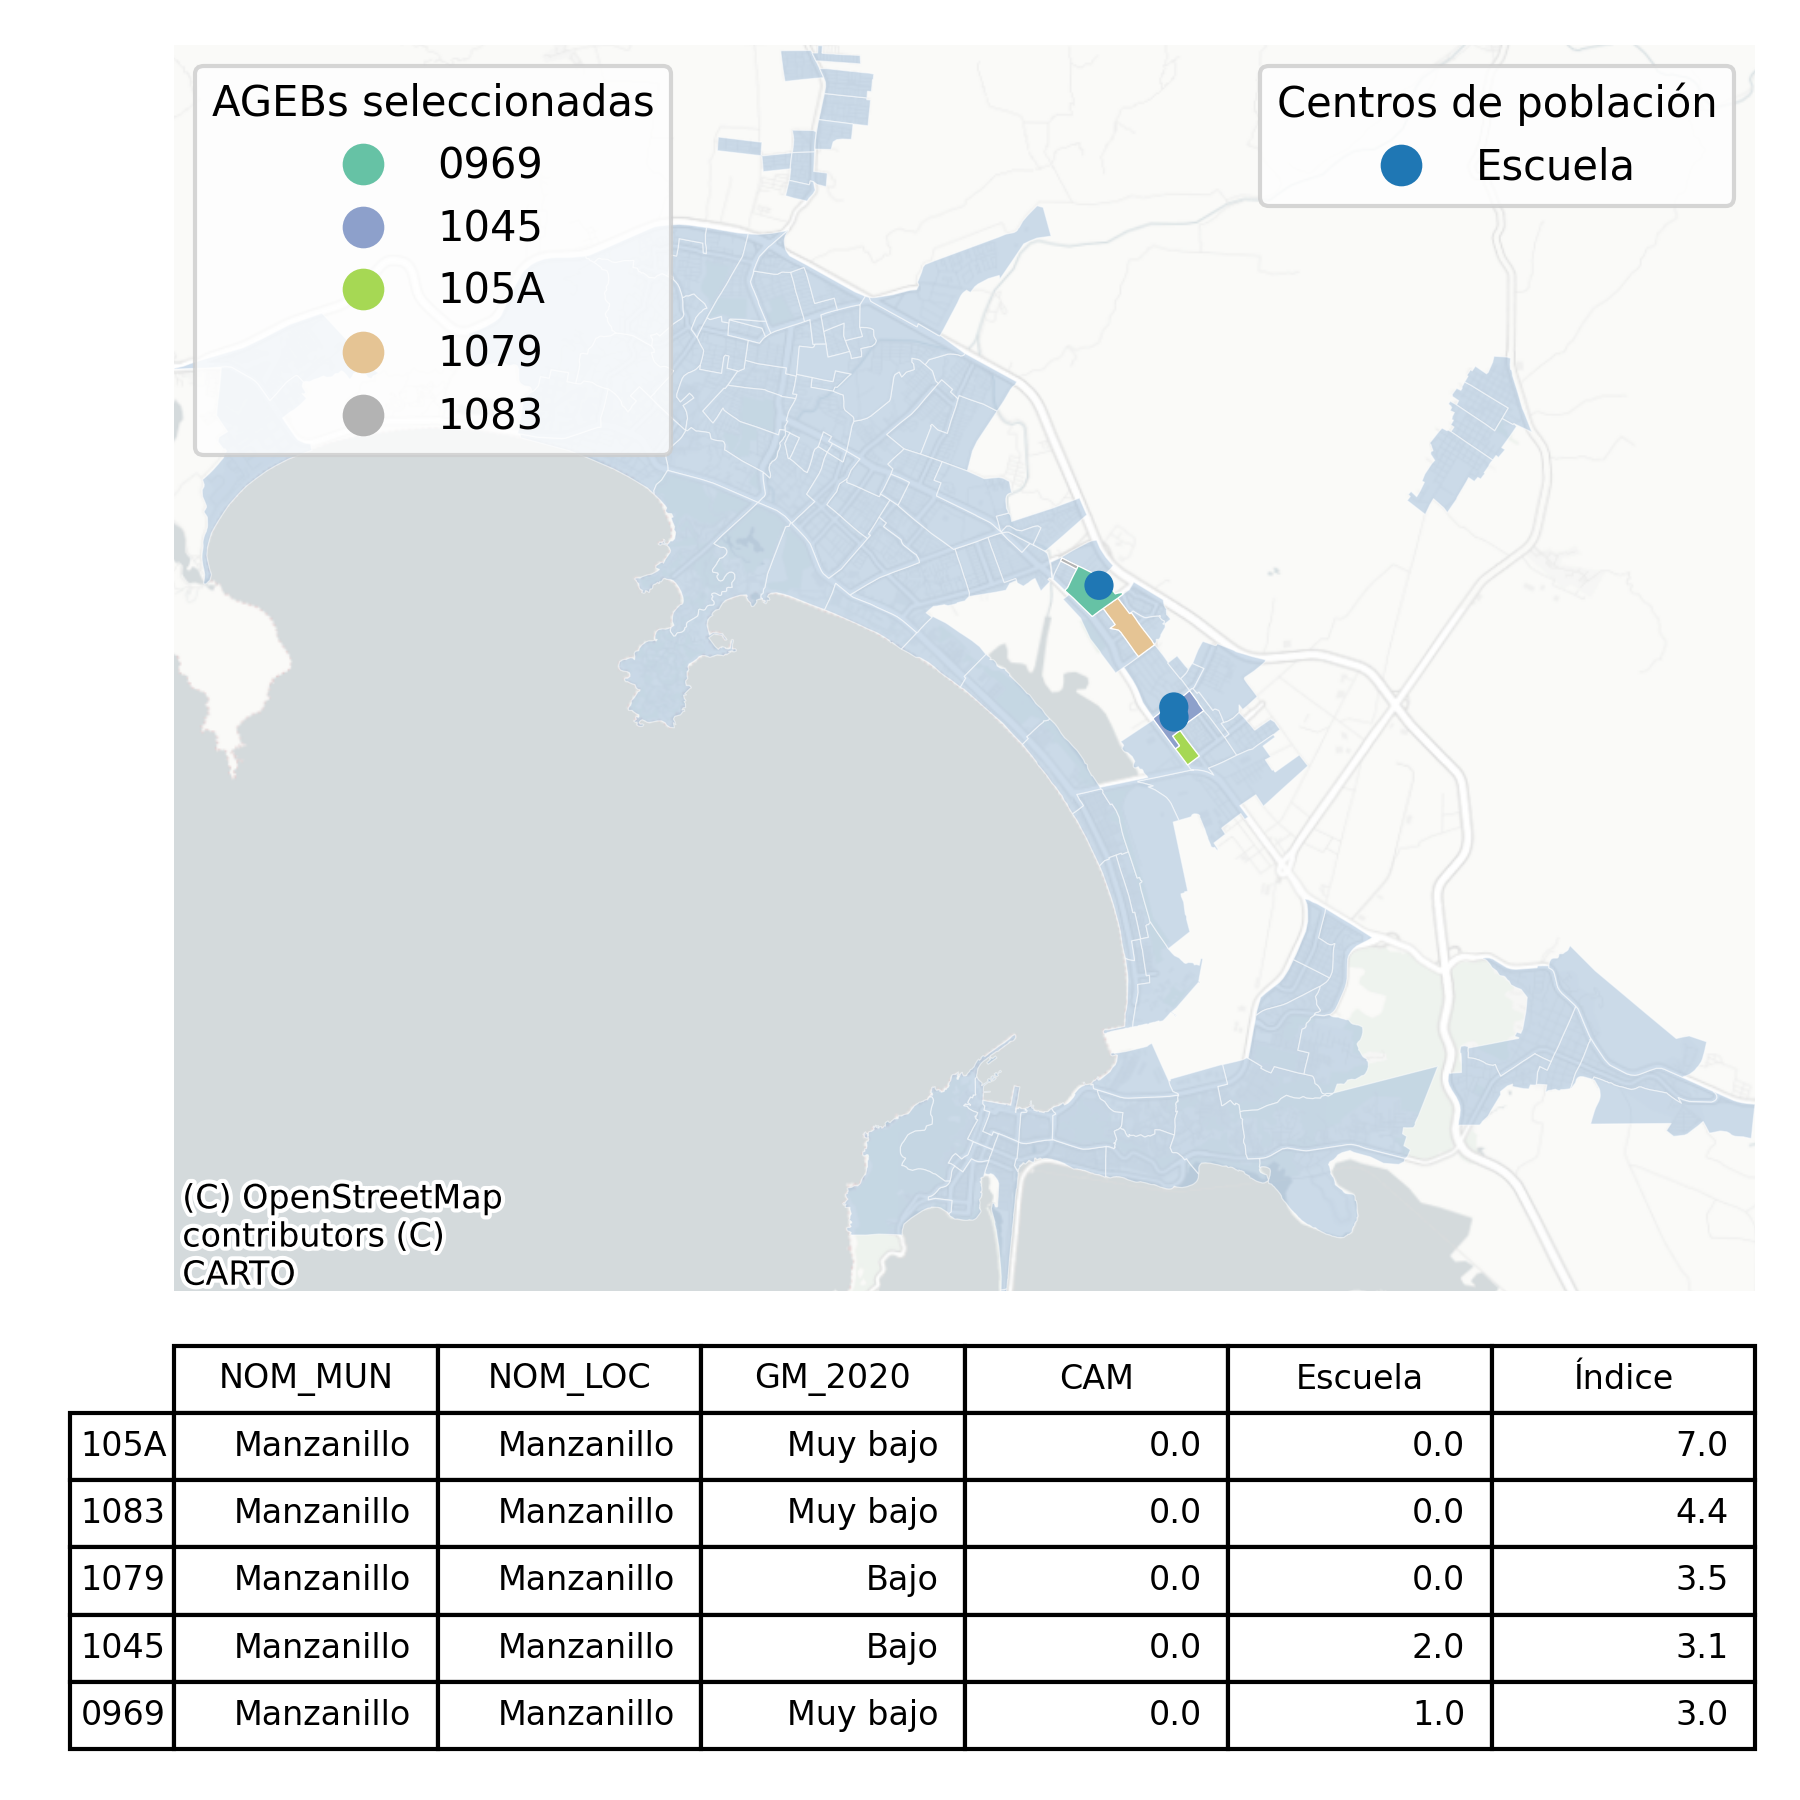 AGEBs seleccionadas
0969
1045
105A
1079
1083
Centros de población
Escuela
(C) OpenStreetMap
contributors (C)
CARTO
NOM_MUN NOM_LOC GM_2020 CAM Escuela Índice
105A Manzanillo Manzanillo Muy bajo 0.0 0.0 7.0
1083 Manzanillo Manzanillo Muy bajo 0.0 0.0 4.4
1079 Manzanillo Manzanillo Bajo 0.0 0.0 3.5
1045 Manzanillo Manzanillo Bajo 0.0 2.0 3.1
0969 Manzanillo Manzanillo Muy bajo 0.0 1.0 3.0